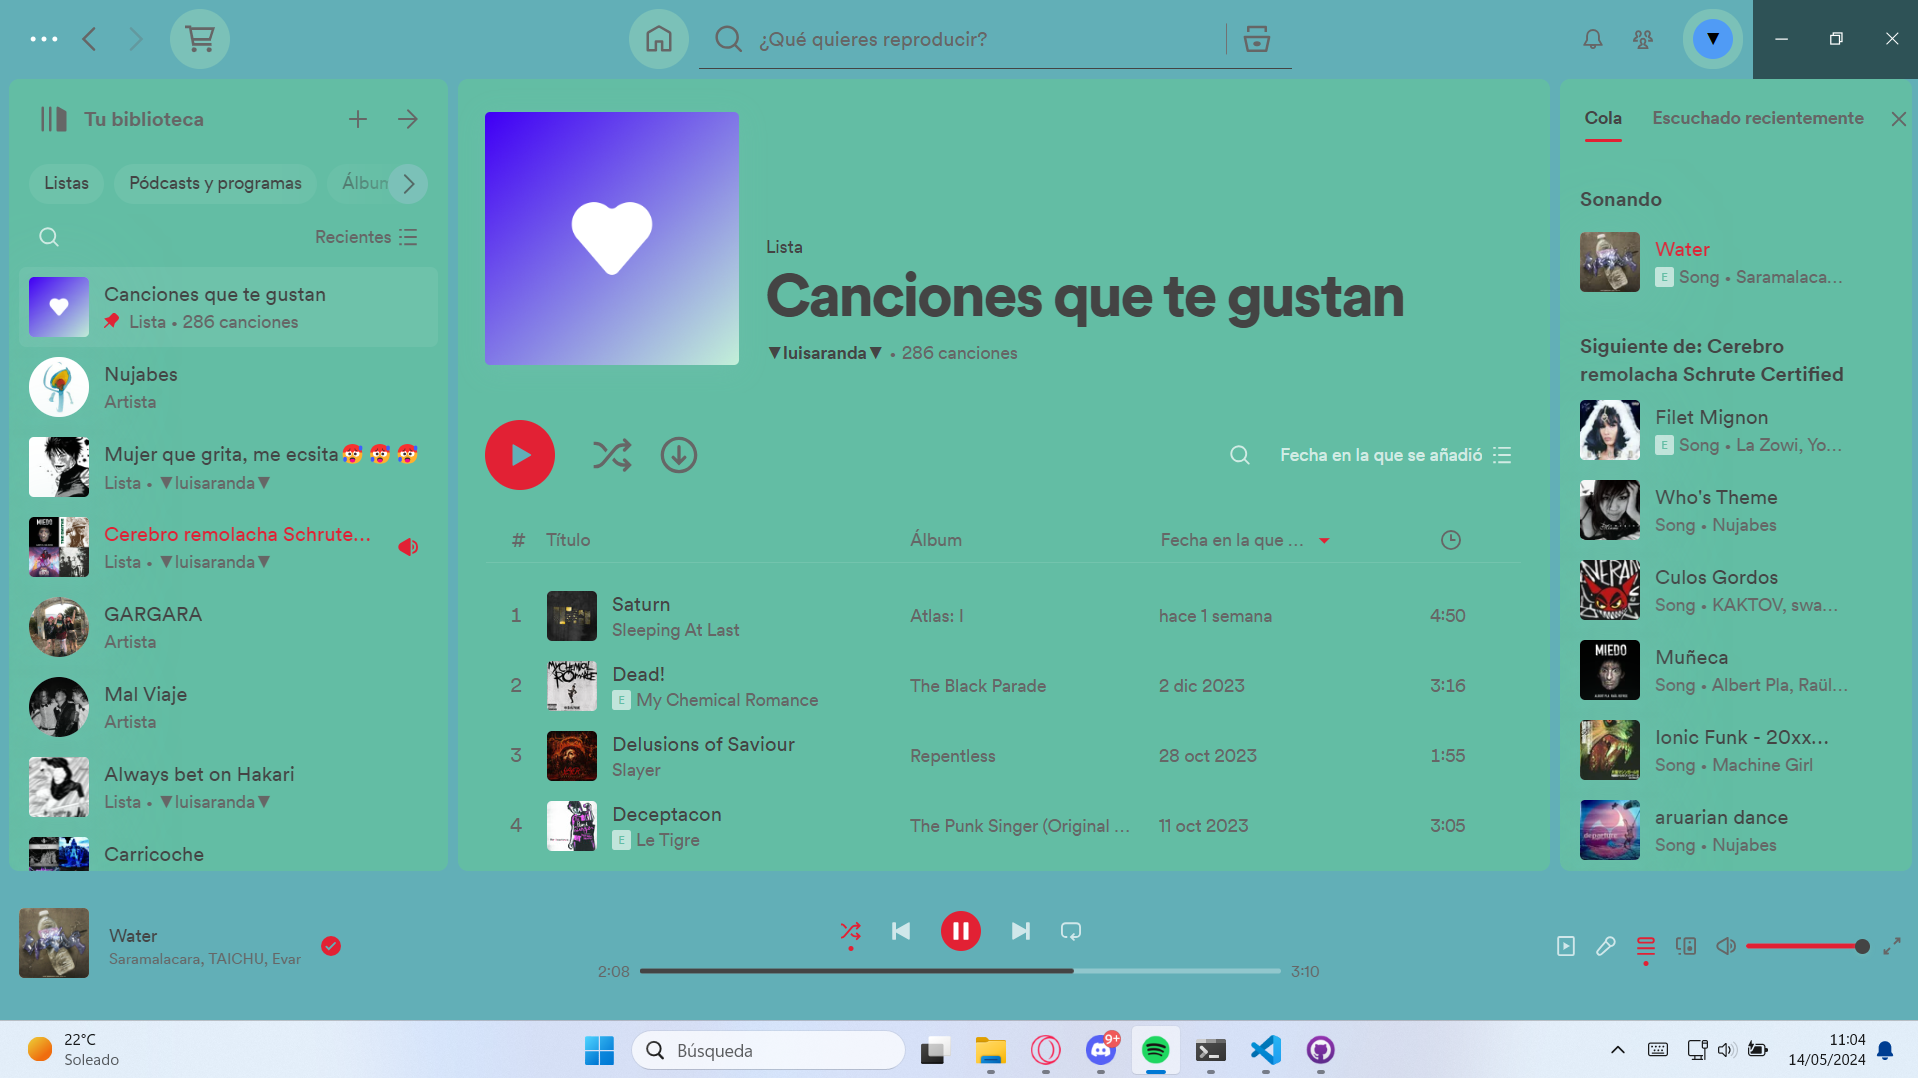 ¿Qué quieres reproducir?
▼
Tu biblioteca
Listas
Pódcasts y programas
Álbun
Recientes
Canciones que te gustan
Lista • 286 canciones
Nujabes
Artista
Mujer que grita, me ecsita🥵🥵🥵
Lista • ▼luisaranda▼
Cerebro remolacha Schrute...
Lista • ▼luisaranda▼
GARGARA
Artista
Mal Viaje
Artista
Always bet on Hakari
Lista • ▼luisaranda▼
Carricoche
Lista
Canciones que te gustan
▼luisaranda▼ • 286 canciones
Fecha en la que se añadió
# Título Álbum Fecha en la que ...
1 Saturn Atlas: I hace 1 semana 4:50
Sleeping At Last
2 Dead! The Black Parade 2 dic 2023 3:16
E My Chemical Romance
3 Delusions of Saviour Repentless 28 oct 2023 1:55
Slayer
4 Deceptacon The Punk Singer (Original ... 11 oct 2023 3:05
E Le Tigre
Cola Escuchado recientemente
Sonando
Water
E Song • Saramalaca...
Siguiente de: Cerebro
remolacha Schrute Certified
Filet Mignon
E Song • La Zowi, Yo...
Who's Theme
Song • Nujabes
Culos Gordos
Song • KAKTOV, swa...
MIEDO
Muñeca
Song • Albert Pla, Raül...
Ionic Funk - 20xx...
Song • Machine Girl
aruarian dance
Song • Nujabes
Water
Saramalacara, TAICHU, Evar
2:08
3:10
22°C
Soleado
Búsqueda
9+
11:04
14/05/2024